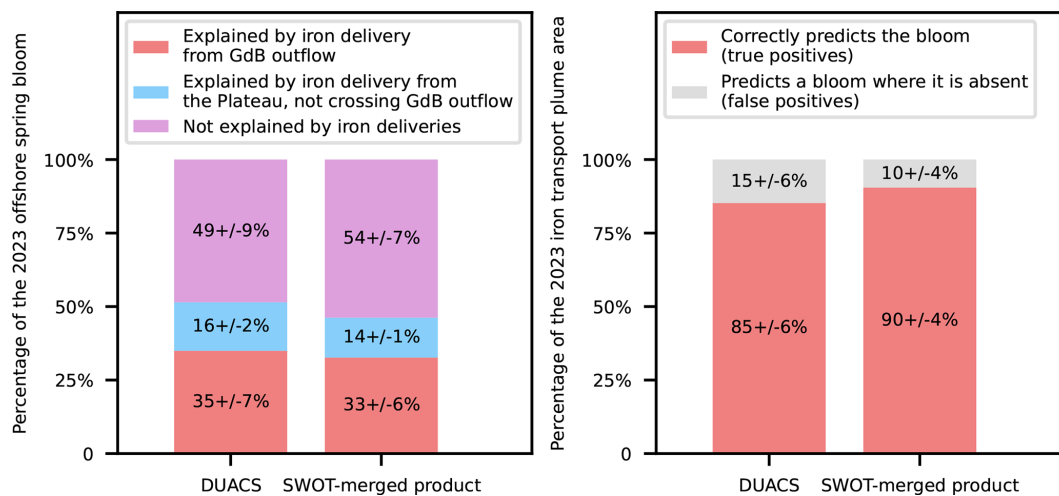 Percentage of the 2023 offshore spring bloom
Explained by iron delivery
from GdB outflow
Explained by iron delivery from
the Plateau, not crossing GdB outflow
Not explained by iron deliveries
100%
75%
50%
25%
0
49+/-9%
54+/-7%
16+/-2%
14+/-1%
35+/-7%
33+/-6%
DUACS
SWOT-merged product
Percentage of the 2023 iron transport plume area
Correctly predicts the bloom
(true positives)
Predicts a bloom where it is absent
(false positives)
100%
75%
50%
25%
0
15+/-6%
10+/-4%
85+/-6%
90+/-4%
DUACS
SWOT-merged product